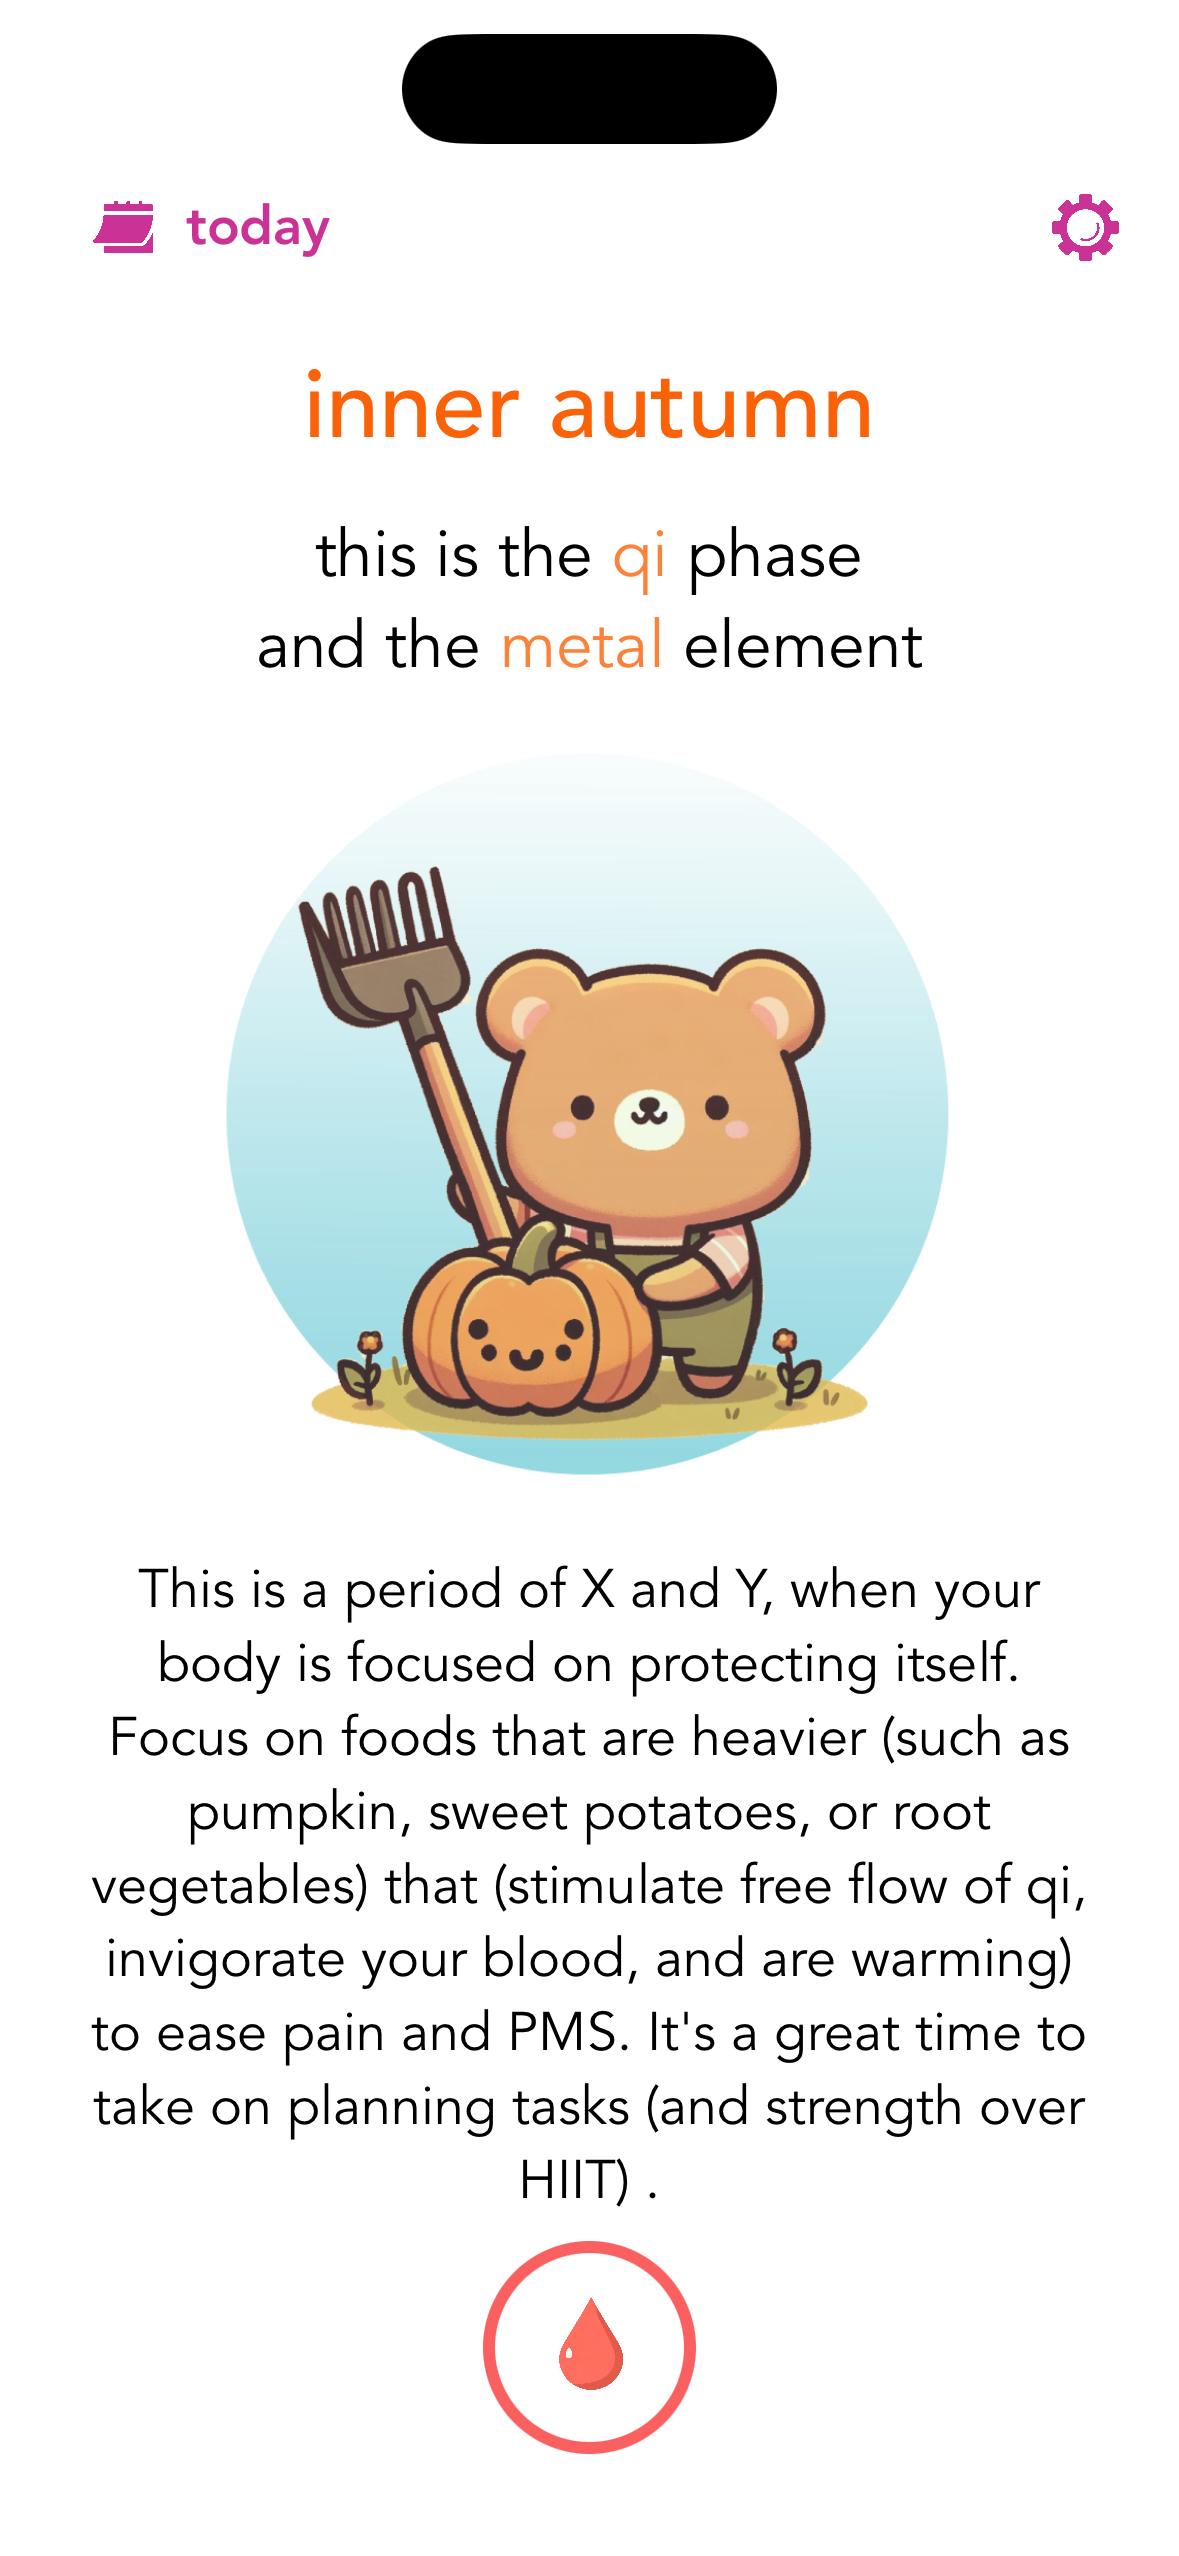 today
inner autumn
this is the qi phase
and the metal element
This is a period of X and Y, when your
body is focused on protecting itself.
Focus on foods that are heavier (such as
pumpkin, sweet potatoes, or root
vegetables) that (stimulate free flow of qi,
invigorate your blood, and are warming)
to ease pain and PMS. It's a great time to
take on planning tasks (and strength over
HIIT) .